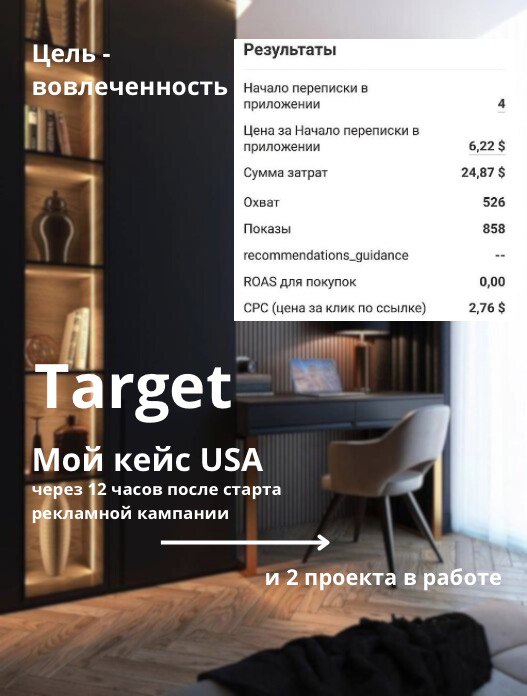 Цель -
вовлеченность
Результаты
Начало переписки в
приложении 4
Цена за Начало переписки в
приложении 6,22 $
Сумма затрат 24,87 $
Охват 526
Показы 858
recommendations_guidance --
ROAS для покупок 0,00
CPC (цена за клик по ссылке) 2,76 $
Target
Мой кейс USA
через 12 часов после старта
рекламной кампании
и 2 проекта в работе